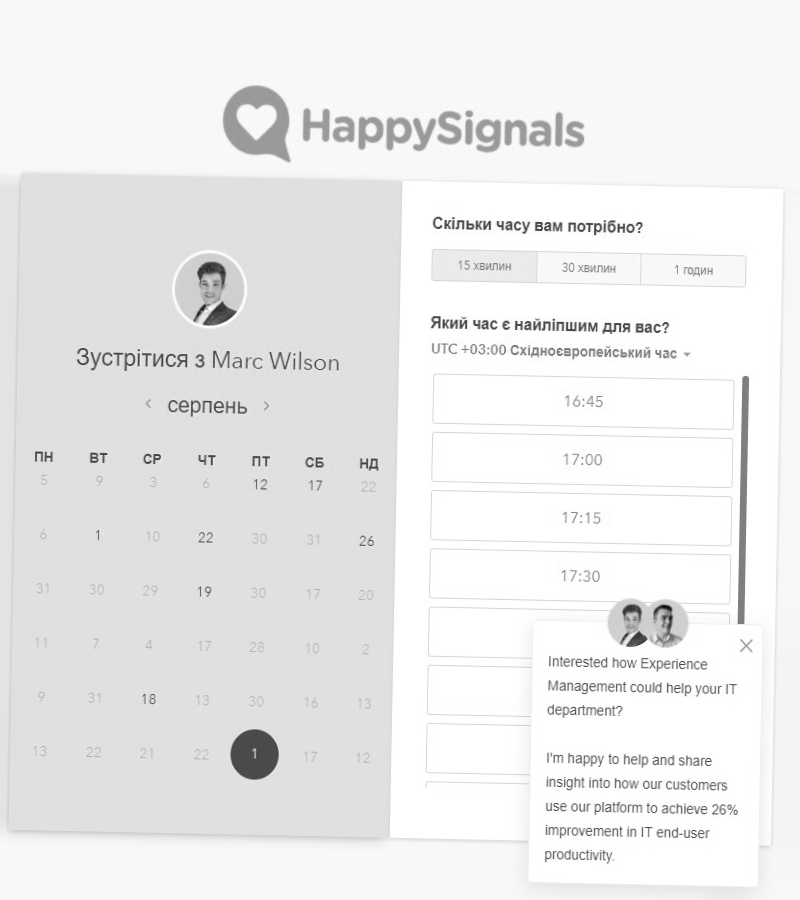 HappySignals
Зустрітися з Marc Wilson
серпень
ПН ВТ СР ЧТ ПТ СБ НД
5 9 3 6 12 17 22
6 1 10 22 30 31 26
31 30 29 19 30 17 20
11 7 4 17 28 10 2
9 31 18 13 30 16 13
13 22 21 22 1 17 12
Скільки часу вам потрібно?
15 хвилин 30 хвилин 1 годин
Який час є найліпшим для вас?
UTC +03:00 Східноєвропейський час
16:45
17:00
17:15
17:30
Interested how Experience
Management could help your IT
department?
I'm happy to help and share
insight into how our customers
use our platform to achieve 26%
improvement in IT end-user
productivity.